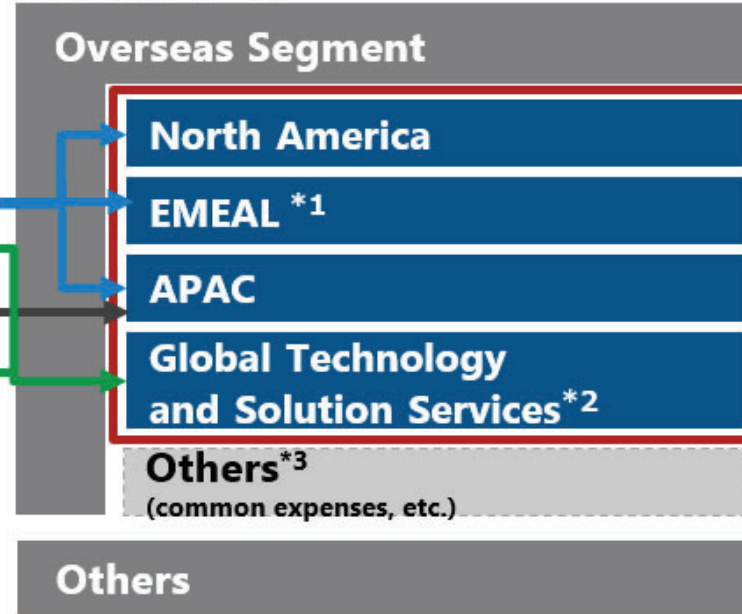 Overseas Segment
North America
EMEAL *1
APAC
Global Technology
and Solution Services*2
Others*3
(common expenses, etc.)
Others